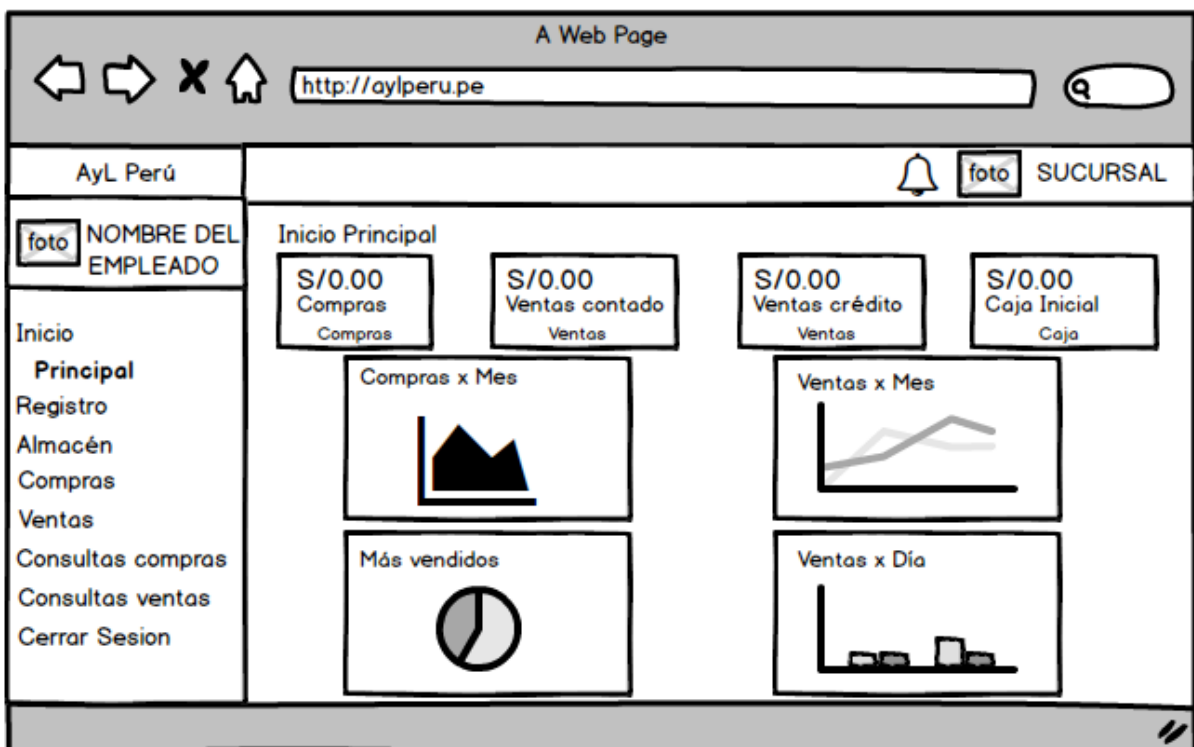 A Web Page
http://aylperu.pe
AyL Perú
foto SUCURSAL
foto NOMBRE DEL
EMPLEADO
Inicio
Principal
Registro
Almacén
Compras
Ventas
Consultas compras
Consultas ventas
Cerrar Sesion
Inicio Principal
S/0.00
Compras
Compras
S/0.00
Ventas contado
Ventas
S/0.00
Ventas crédito
Ventas
S/0.00
Caja Inicial
Caja
Compras x Mes
Ventas x Mes
Más vendidos
Ventas x Día